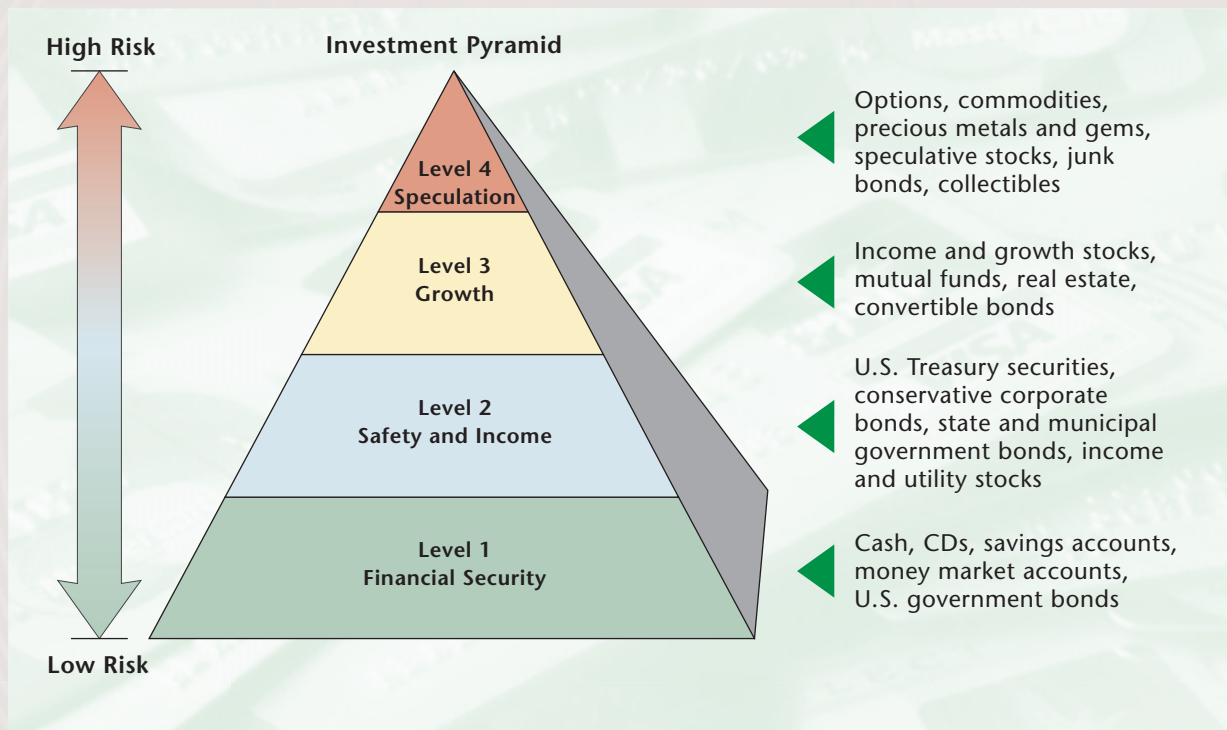 High Risk
Investment Pyramid
Level 4
Speculation
Options, commodities,
precious metals and gems,
speculative stocks, junk
bonds, collectibles
Level 3
Growth
Income and growth stocks,
mutual funds, real estate,
convertible bonds
Level 2
Safety and Income
U.S. Treasury securities,
conservative corporate
bonds, state and municipal
government bonds, income
and utility stocks
Level 1
Financial Security
Cash, CDs, savings accounts,
money market accounts,
U.S. government bonds
Low Risk